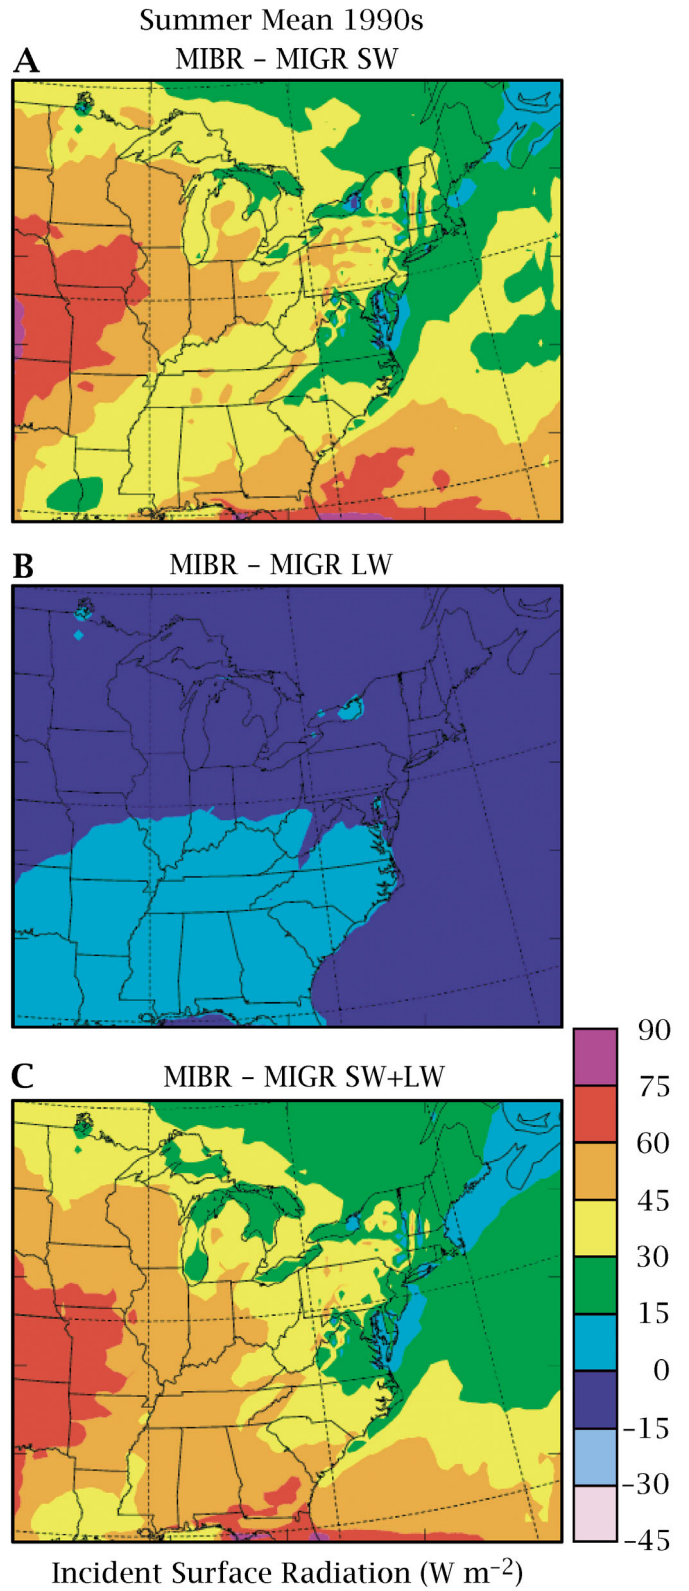 Summer Mean 1990s
A MIBR – MIGR SW
B MIBR – MIGR LW
C MIBR – MIGR SW+LW
90
75
60
45
30
15
0
–15
–30
–45
Incident Surface Radiation (W m⁻²)